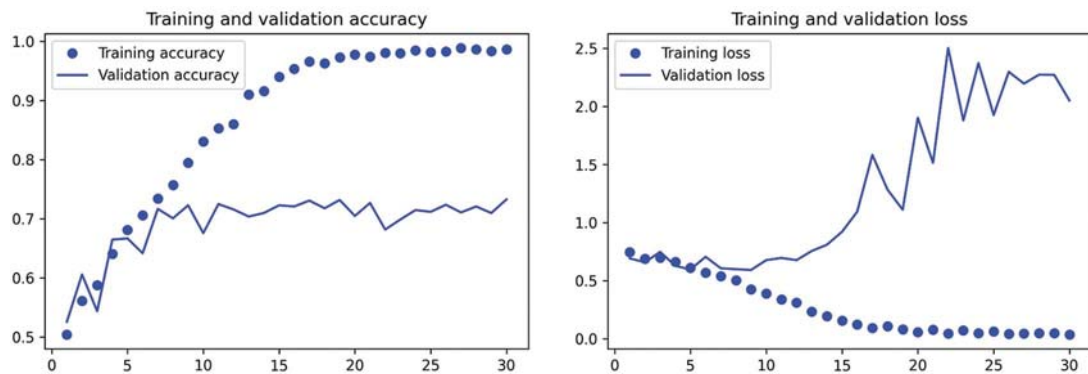 Training and validation accuracy
Training accuracy
Validation accuracy
1.0
0.9
0.8
0.7
0.6
0.5
0 5 10 15 20 25 30
Training and validation loss
Training loss
Validation loss
2.5
2.0
1.5
1.0
0.5
0.0
0 5 10 15 20 25 30